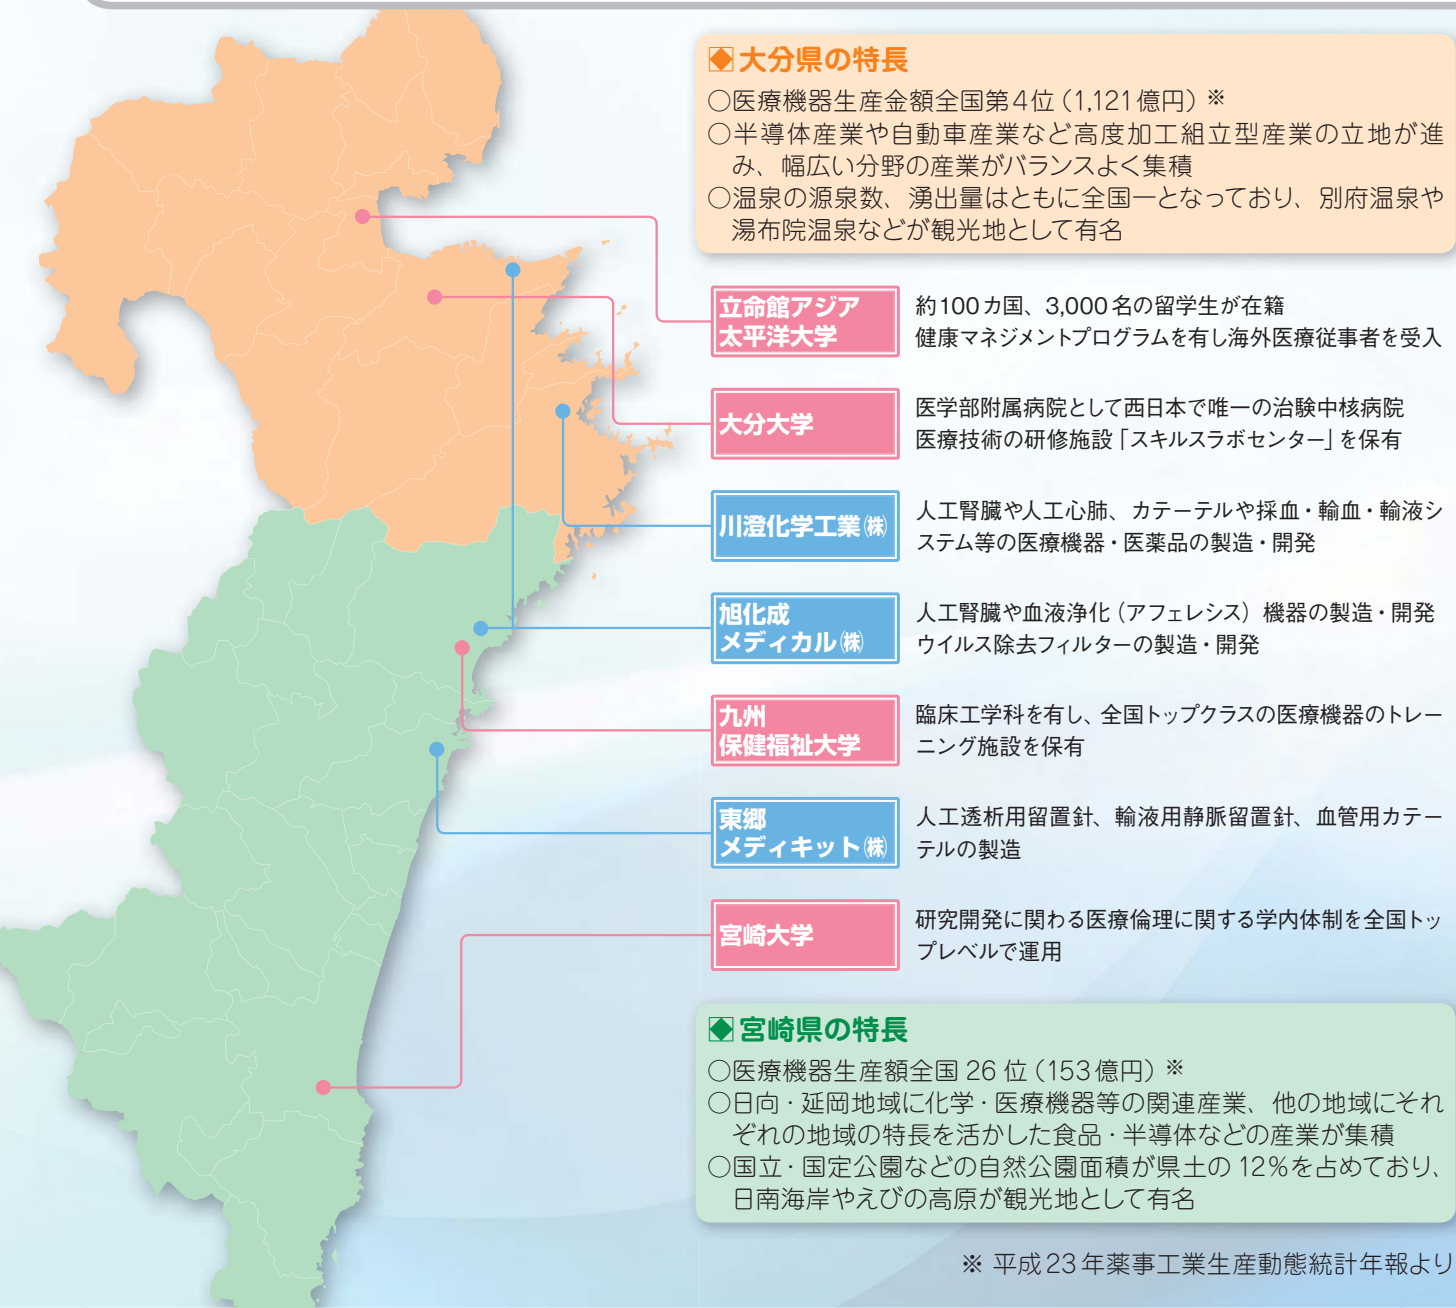 ◆大分県の特長
○医療機器生産金額全国第4位（1,121億円）※
○半導体産業や自動車産業など高度加工組立型産業の立地が進
み、幅広い分野の産業がバランスよく集積
○温泉の源泉数、湧出量はともに全国一となっており、別府温泉や
湯布院温泉などが観光地として有名
立命館アジア
太平洋大学
約100カ国、3,000名の留学生が在籍
健康マネジメントプログラムを有し海外医療従事者を受入
大分大学
医学部附属病院として西日本で唯一の治験中核病院
医療技術の研修施設「スキルスラボセンター」を保有
川澄化学工業㈱
人工腎臓や人工心肺、カテーテルや採血・輸血・輸液シ
ステム等の医療機器・医薬品の製造・開発
旭化成
メディカル㈱
人工腎臓や血液浄化（アフェレシス）機器の製造・開発
ウイルス除去フィルターの製造・開発
九州
保健福祉大学
臨床工学科を有し、全国トップクラスの医療機器のトレー
ニング施設を保有
東郷
メディキット㈱
人工透析用留置針、輸液用静脈留置針、血管用カテー
テルの製造
宮崎大学
研究開発に関わる医療倫理に関する学内体制を全国トッ
プレベルで運用
◆宮崎県の特長
○医療機器生産額全国26位（153億円）※
○日向・延岡地域に化学・医療機器等の関連産業、他の地域にそれ
ぞれの地域の特長を活かした食品・半導体などの産業が集積
○国立・国定公園などの自然公園面積が県土の12％を占めており、
日南海岸やえびの高原が観光地として有名
※ 平成23年薬事工業生産動態統計年報より